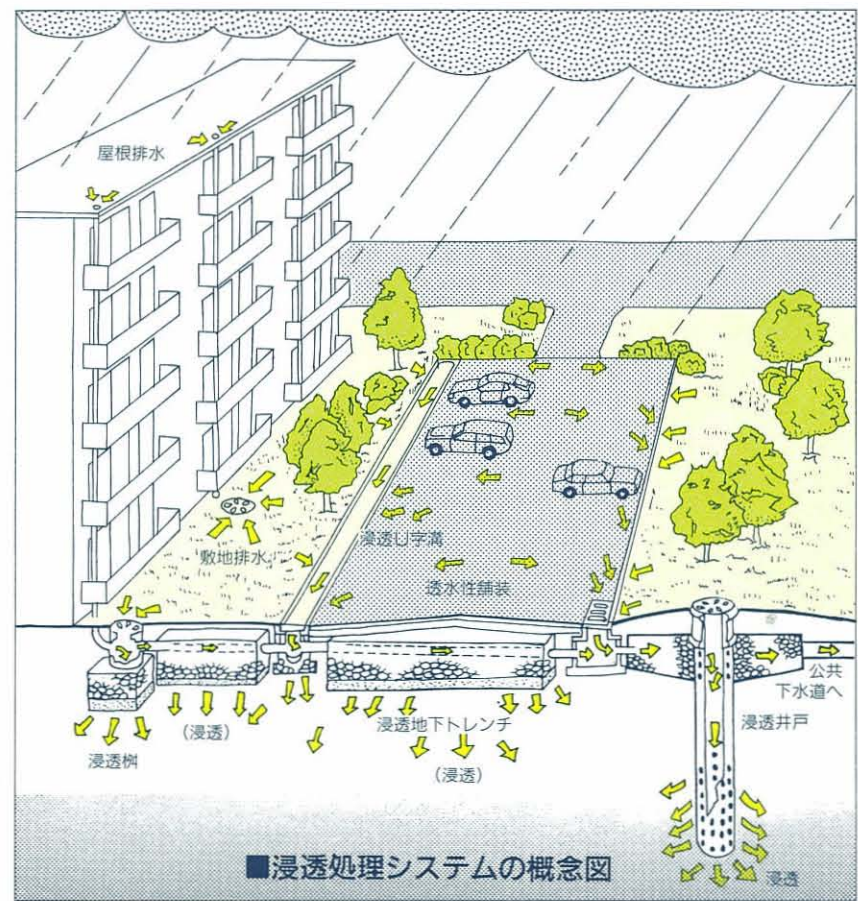 屋根排水
浸透U字溝
敷地排水
透水性舗装
公共
下水道へ
浸透地下トレンチ
浸透井戸
(浸透)
浸透桝
(浸透)
■浸透処理システムの概念図
浸透